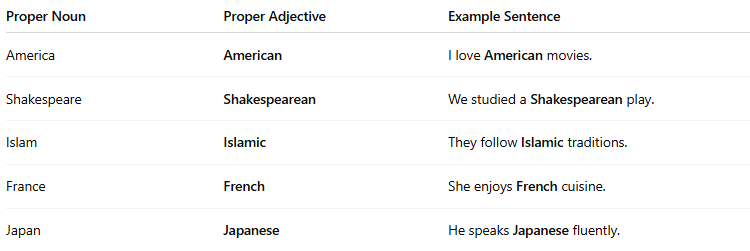 Proper Noun Proper Adjective Example Sentence
America American I love American movies.
Shakespeare Shakespearean We studied a Shakespearean play.
Islam Islamic They follow Islamic traditions.
France French She enjoys French cuisine.
Japan Japanese He speaks Japanese fluently.